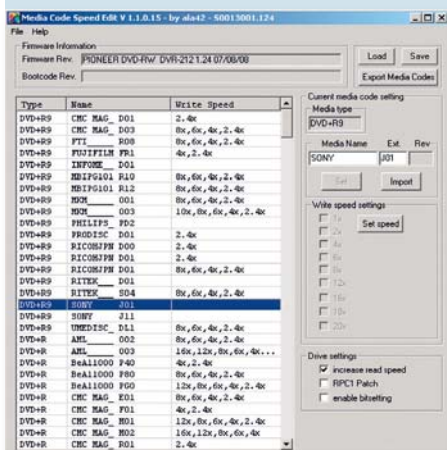 Media Code Speed Edit V 1.1.0.15 - by ala42 - S0013001.124
File Help
Firmware Information
Firmware Rev. PIONEER DVD-RW DVR-212 1.24 07/08/08
Bootcode Rev.
Load Save
Export Media Codes
Type Name Write Speed
DVD+R9 CMC MAG_ D01 2.4x
DVD+R9 CMC MAG_ D03 8x,6x,4x,2.4x
DVD+R9 FTI_____ R08 8x,6x,4x,2.4x
DVD+R9 FUJIFILM FR1 4x,2.4x
DVD+R9 INFOME__ D01
DVD+R9 MBIPG101 R10 8x,6x,4x,2.4x
DVD+R9 MBIPG101 R12 8x,6x,4x,2.4x
DVD+R9 MKM_____ 001 8x,6x,4x,2.4x
DVD+R9 MKM_____ 003 10x,8x,6x,4x,2.4x
DVD+R9 PHILIPS_ PD2
DVD+R9 PRODISC_ D01 2.4x
DVD+R9 RICOHJPN D00 2.4x
DVD+R9 RICOHJPN D01 2.4x
DVD+R9 RICOHJPN D01 8x,6x,4x,2.4x
DVD+R9 RITEK___ D01
DVD+R9 RITEK___ S04 8x,6x,4x,2.4x
DVD+R9 SONY J01
DVD+R9 SONY J11
DVD+R9 UMEDISC_ DL1 8x,6x,4x,2.4x
DVD+R AML_____ 002 8x,6x,4x,2.4x
DVD+R AML_____ 003 16x,12x,8x,6x,4x...
DVD+R BeAll000 P40 4x,2.4x
DVD+R BeAll000 P80 8x,6x,4x,2.4x
DVD+R BeAll000 PG0 12x,8x,6x,4x,2.4x
DVD+R CMC MAG_ E01 8x,6x,4x,2.4x
DVD+R CMC MAG_ F01 4x,2.4x
DVD+R CMC MAG_ M01 12x,8x,6x,4x,2.4x
DVD+R CMC MAG_ M02 16x,12x,8x,6x,4x
DVD+R CMC MAG_ R01 2.4x
Current media code setting
Media type
DVD+R9
Media Name Ext. Rev
SONY J01
Set Import
Write speed settings
1x
2x
4x
6x
8x
12x
16x
18x
20x
Set speed
Drive settings
increase read speed
RPC1 Patch
enable bitsetting